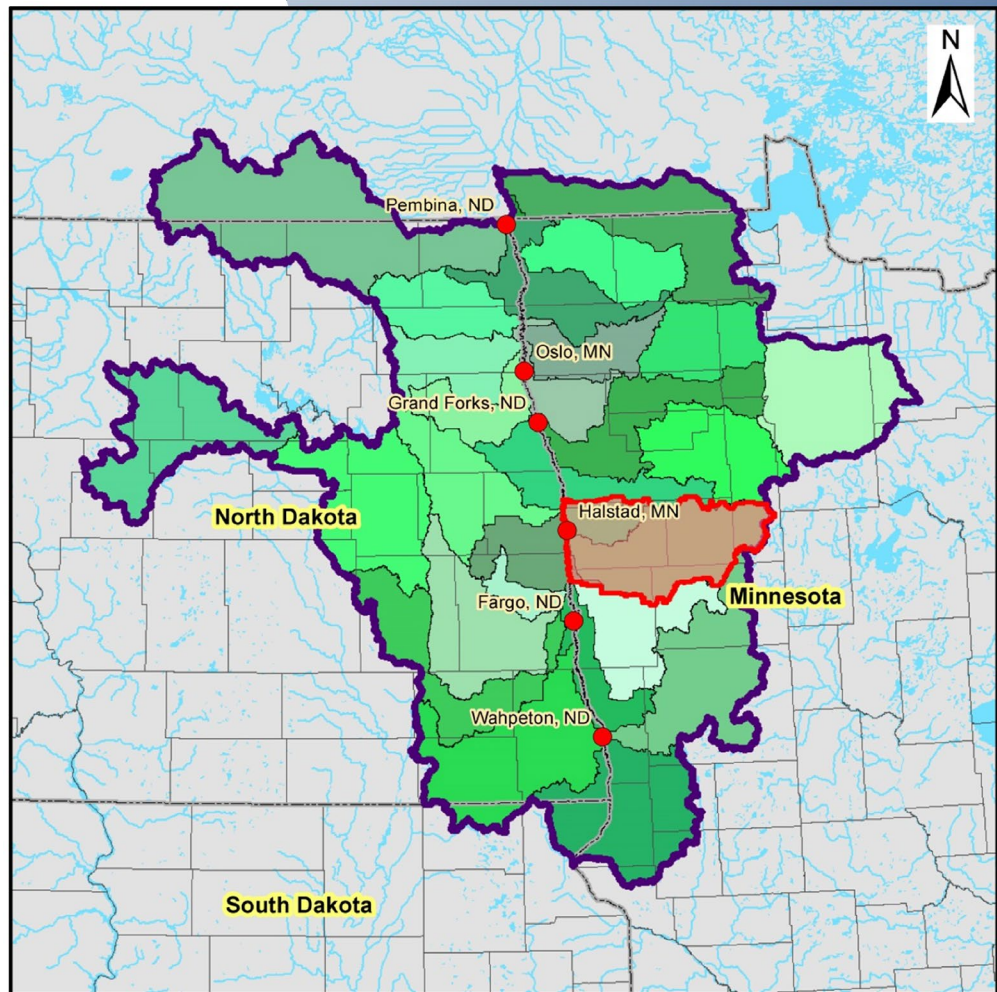 N
Pembina, ND
Oslo, MN
Grand Forks, ND
North Dakota
Halstad, MN
Fargo, ND
Minnesota
Wahpeton, ND
South Dakota